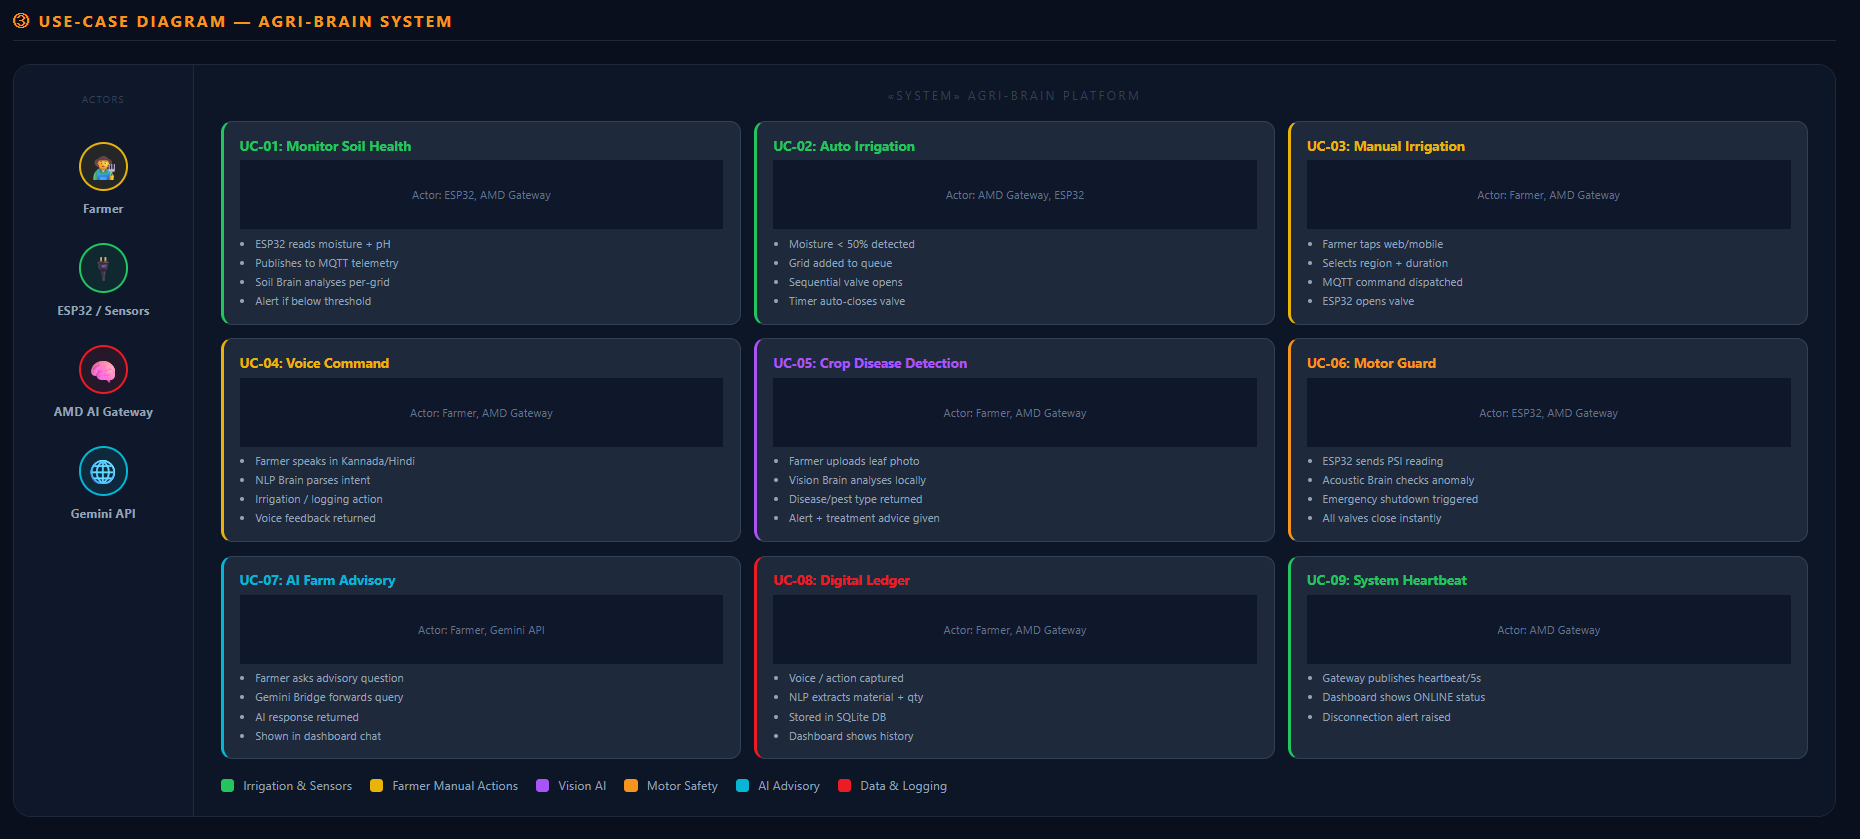 ③ USE-CASE DIAGRAM — AGRI-BRAIN SYSTEM
ACTORS
Farmer
ESP32 / Sensors
AMD AI Gateway
Gemini API
«SYSTEM» AGRI-BRAIN PLATFORM
UC-01: Monitor Soil Health
Actor: ESP32, AMD Gateway
• ESP32 reads moisture + pH
• Publishes to MQTT telemetry
• Soil Brain analyses per-grid
• Alert if below threshold
UC-02: Auto Irrigation
Actor: AMD Gateway, ESP32
• Moisture < 50% detected
• Grid added to queue
• Sequential valve opens
• Timer auto-closes valve
UC-03: Manual Irrigation
Actor: Farmer, AMD Gateway
• Farmer taps web/mobile
• Selects region + duration
• MQTT command dispatched
• ESP32 opens valve
UC-04: Voice Command
Actor: Farmer, AMD Gateway
• Farmer speaks in Kannada/Hindi
• NLP Brain parses intent
• Irrigation / logging action
• Voice feedback returned
UC-05: Crop Disease Detection
Actor: Farmer, AMD Gateway
• Farmer uploads leaf photo
• Vision Brain analyses locally
• Disease/pest type returned
• Alert + treatment advice given
UC-06: Motor Guard
Actor: ESP32, AMD Gateway
• ESP32 sends PSI reading
• Acoustic Brain checks anomaly
• Emergency shutdown triggered
• All valves close instantly
UC-07: AI Farm Advisory
Actor: Farmer, Gemini API
• Farmer asks advisory question
• Gemini Bridge forwards query
• AI response returned
• Shown in dashboard chat
UC-08: Digital Ledger
Actor: Farmer, AMD Gateway
• Voice / action captured
• NLP extracts material + qty
• Stored in SQLite DB
• Dashboard shows history
UC-09: System Heartbeat
Actor: AMD Gateway
• Gateway publishes heartbeat/5s
• Dashboard shows ONLINE status
• Disconnection alert raised
Irrigation & Sensors
Farmer Manual Actions
Vision AI
Motor Safety
AI Advisory
Data & Logging